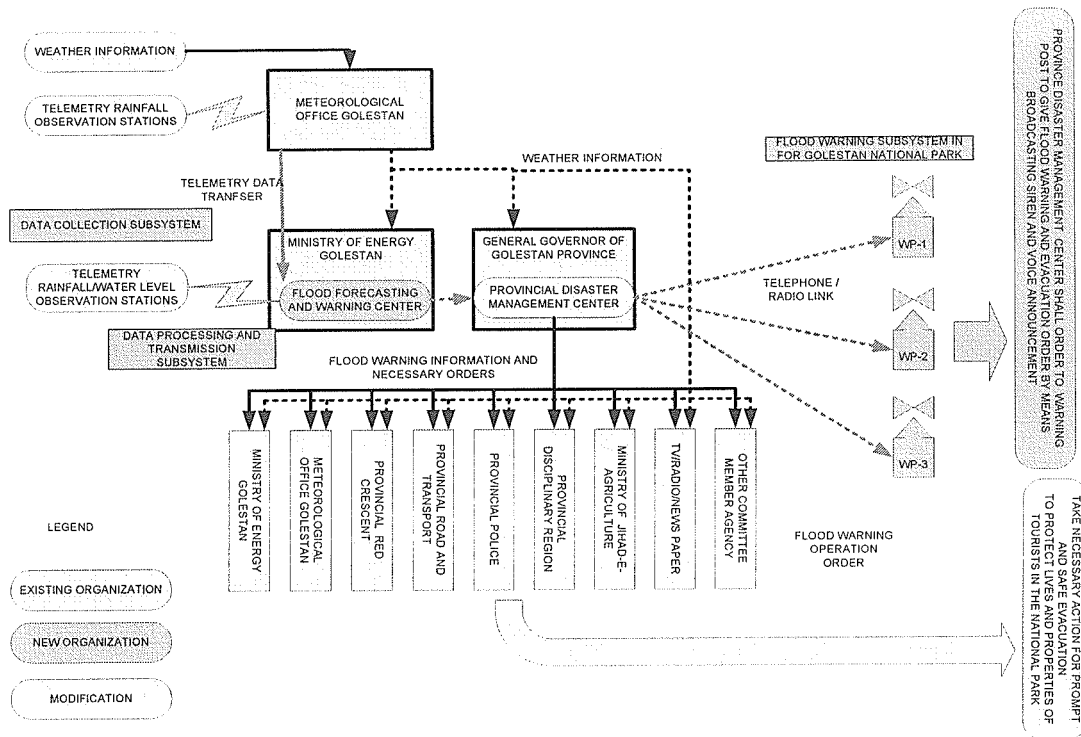 WEATHER INFORMATION
TELEMETRY RAINFALL
OBSERVATION STATIONS
METEOROLOGICAL
OFFICE GOLESTAN
WEATHER INFORMATION
TELEMETRY DATA
TRANFSER
DATA COLLECTION SUBSYSTEM
TELEMETRY
RAINFALL/WATER LEVEL
OBSERVATION STATIONS
MINISTRY OF ENERGY
GOLESTAN
FLOOD FORECASTING
AND WARNING CENTER
GENERAL GOVERNOR OF
GOLESTAN PROVINCE
PROVINCIAL DISASTER
MANAGEMENT CENTER
DATA PROCESSING AND
TRANSMISSION
SUBSYSTEM
FLOOD WARNING INFORMATION AND
NECESSARY ORDERS
FLOOD WARNING SUBSYSTEM IN
FOR GOLESTAN NATIONAL PARK
WP-1
TELEPHONE /
RADIO LINK
WP-2
WP-3
PROVINCE DISASTER MANAGEMENT CENTER SHALL ORDER TO WARNING
POST TO GIVE FLOOD WARNING AND EVACUATION ORDER BY MEANS
BROADCASTING SIREN AND VOICE ANNOUNCEMENT
MINISTRY OF ENERGY
GOLESTAN
METEOROLOGICAL
OFFICE GOLESTAN
PROVINCIAL RED
CRESCENT
PROVINCIAL ROAD AND
TRANSPORT
PROVINCIAL POLICE
PROVINCIAL
DISCIPLINARY REGION
MINISTRY OF JIHAD-E-
AGRICULTURE
TV/RADIO/NEWS PAPER
OTHER COMMITTEE
MEMBER AGENCY
FLOOD WARNING
OPERATION
ORDER
TAKE NECESSARY ACTION FOR PROMPT
AND SAFE EVACUATION
TO PROTECT LIVES AND PROPERTIES OF
TOURISTS IN THE NATIONAL PARK
LEGEND
EXISTING ORGANIZATION
NEW ORGANIZATION
MODIFICATION